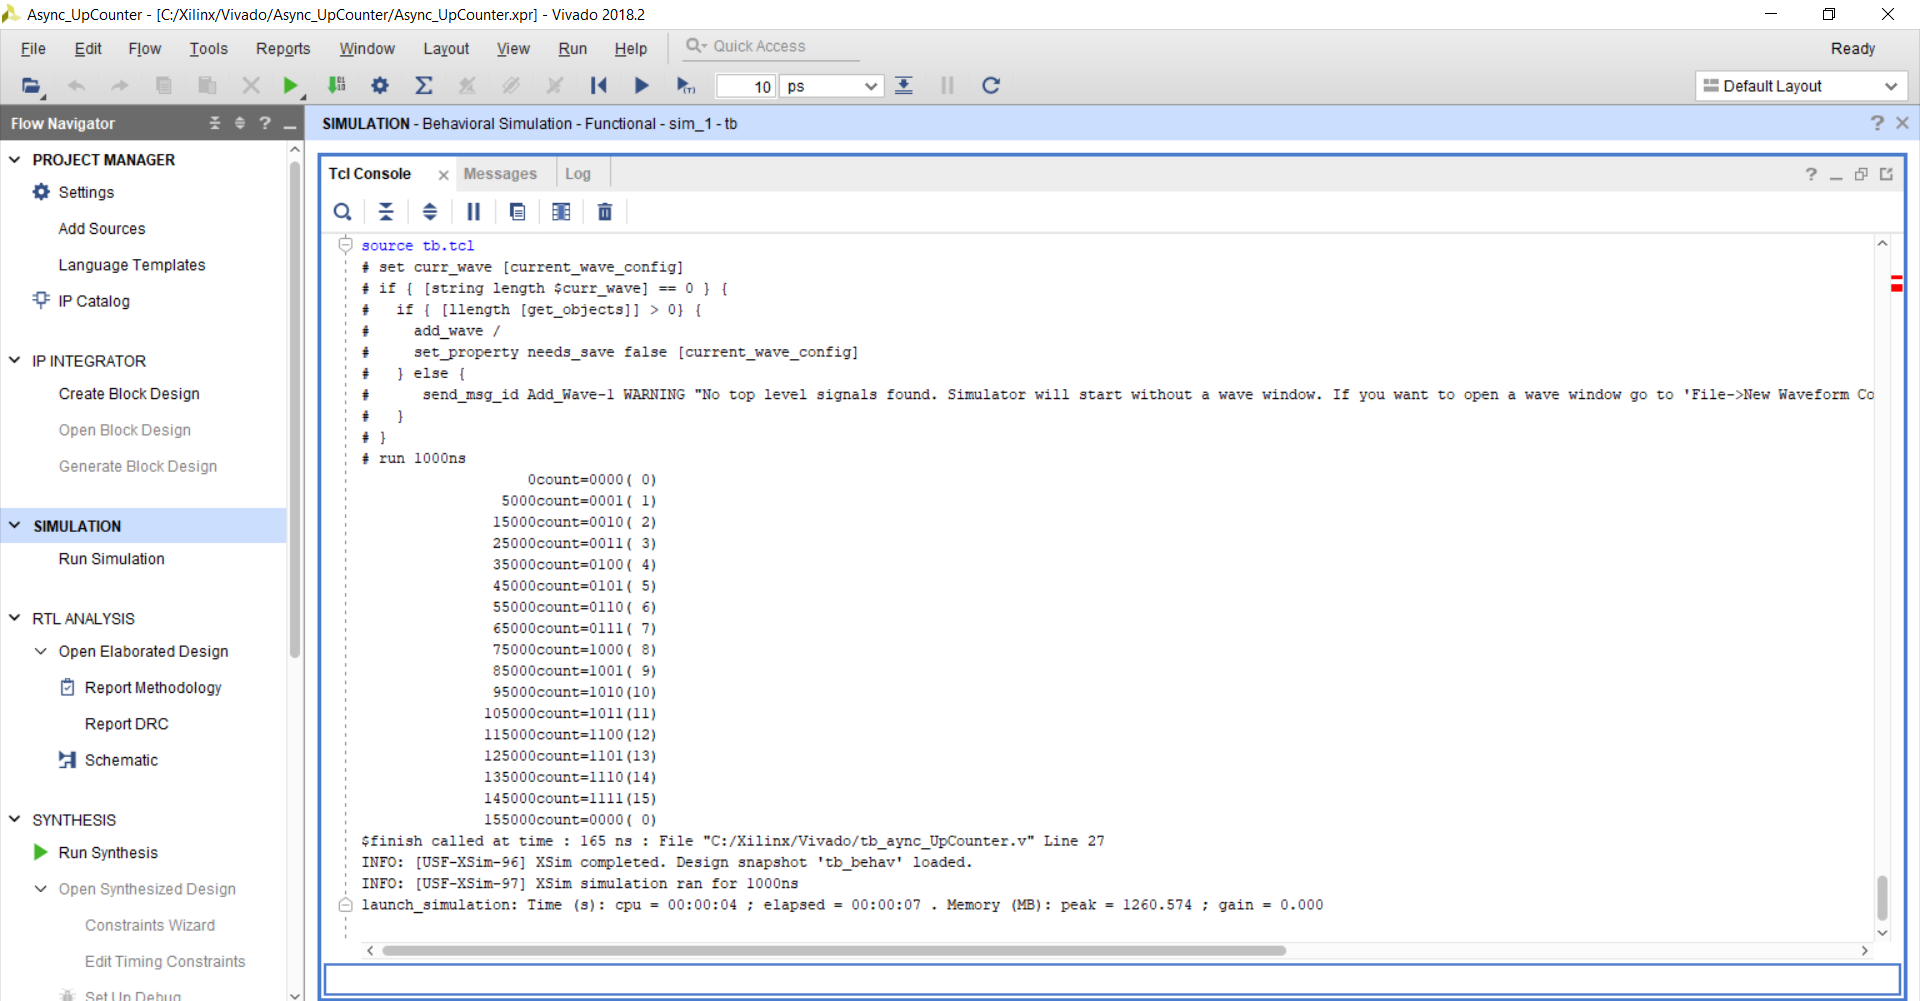 Async_UpCounter - [C:/Xilinx/Vivado/Async_UpCounter/Async_UpCounter.xpr] - Vivado 2018.2
File Edit Flow Tools Reports Window Layout View Run Help Quick Access Ready
10 ps Default Layout
Flow Navigator
PROJECT MANAGER
Settings
Add Sources
Language Templates
IP Catalog
IP INTEGRATOR
Create Block Design
Open Block Design
Generate Block Design
SIMULATION
Run Simulation
RTL ANALYSIS
Open Elaborated Design
Report Methodology
Report DRC
Schematic
SYNTHESIS
Run Synthesis
Open Synthesized Design
Constraints Wizard
Edit Timing Constraints
Set Up Debug
SIMULATION - Behavioral Simulation - Functional - sim_1 - tb
Tcl Console Messages Log
source tb.tcl
# set curr_wave [current_wave_config]
# if { [string length $curr_wave] == 0 } {
#   if { [llength [get_objects]] > 0} {
#     add_wave /
#     set_property needs_save false [current_wave_config]
#   } else {
#      send_msg_id Add_Wave-1 WARNING "No top level signals found. Simulator will start without a wave window. If you want to open a wave window go to 'File->New Waveform Co
#   }
# }
# run 1000ns
0count=0000( 0)
5000count=0001( 1)
15000count=0010( 2)
25000count=0011( 3)
35000count=0100( 4)
45000count=0101( 5)
55000count=0110( 6)
65000count=0111( 7)
75000count=1000( 8)
85000count=1001( 9)
95000count=1010(10)
105000count=1011(11)
115000count=1100(12)
125000count=1101(13)
135000count=1110(14)
145000count=1111(15)
155000count=0000( 0)
$finish called at time : 165 ns : File "C:/Xilinx/Vivado/tb_aync_UpCounter.v" Line 27
INFO: [USF-XSim-96] XSim completed. Design snapshot 'tb_behav' loaded.
INFO: [USF-XSim-97] XSim simulation ran for 1000ns
launch_simulation: Time (s): cpu = 00:00:04 ; elapsed = 00:00:07 . Memory (MB): peak = 1260.574 ; gain = 0.000